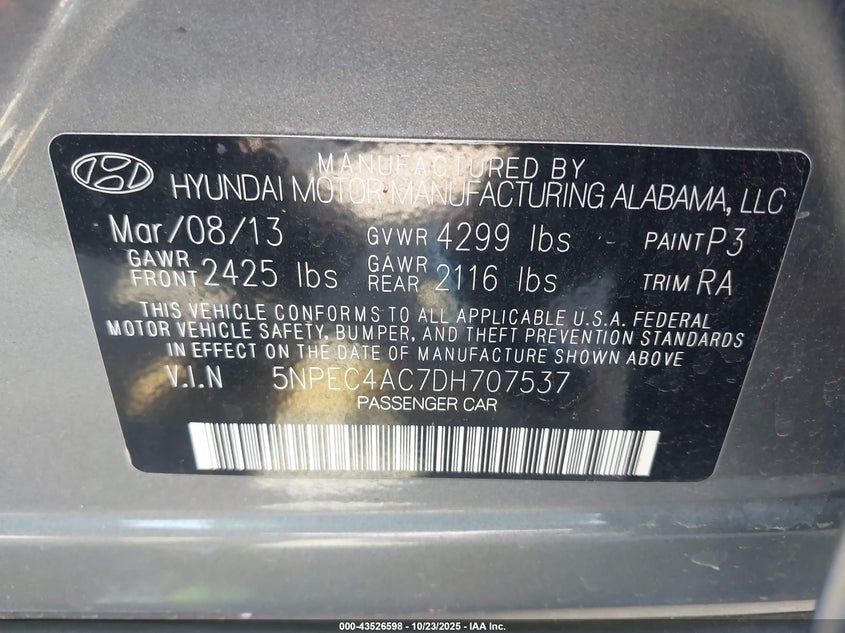 MANUFACTURED BY
HYUNDAI MOTOR MANUFACTURING ALABAMA, LLC
Mar/08/13 GVWR 4299 lbs PAINT P3
GAWR FRONT 2425 lbs GAWR REAR 2116 lbs TRIM RA
THIS VEHICLE CONFORMS TO ALL APPLICABLE U.S.A. FEDERAL
MOTOR VEHICLE SAFETY, BUMPER, AND THEFT PREVENTION STANDARDS
IN EFFECT ON THE DATE OF MANUFACTURE SHOWN ABOVE
V.I.N 5NPEC4AC7DH707537
PASSENGER CAR
000-43526598 - 10/23/2025 - IAA Inc.